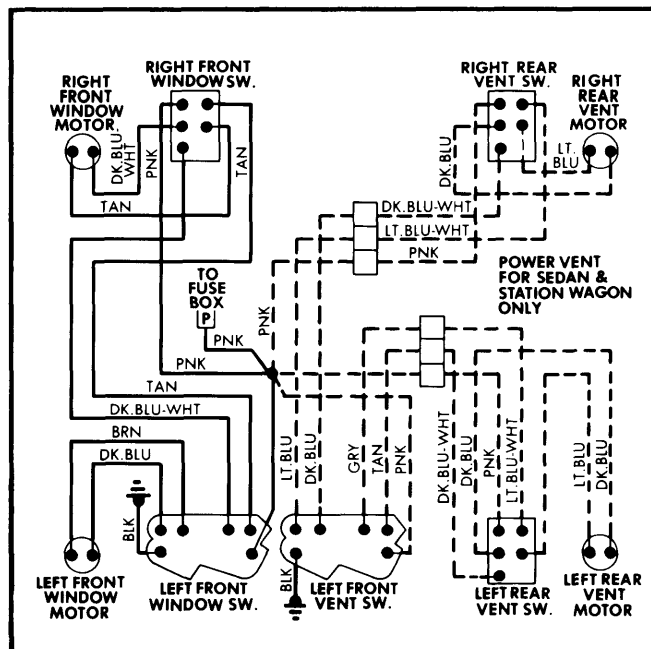 RIGHT
FRONT
WINDOW
MOTOR.
RIGHT FRONT
WINDOW SW.
RIGHT REAR
VENT SW.
RIGHT
REAR
VENT
MOTOR
DK.BLU-
WHT
PNK
TAN
TAN
DK.BLU
LT.
BLU
DK.BLU-WHT
LT.BLU-WHT
PNK
POWER VENT
FOR SEDAN &
STATION WAGON
ONLY
TO
FUSE
BOX
P
PNK
PNK
PNK
TAN
DK.BLU-WHT
BRN
DK.BLU
BLK
LT.BLU
DK.BLU
GRY
TAN
PNK
DK.BLU-WHT
DK.BLU
PNK
LT.BLU-WHT
LT.BLU
DK.BLU
BLK
LEFT FRONT
WINDOW
MOTOR
LEFT FRONT
WINDOW SW.
LEFT FRONT
VENT SW.
LEFT REAR
VENT SW.
LEFT REAR
VENT
MOTOR